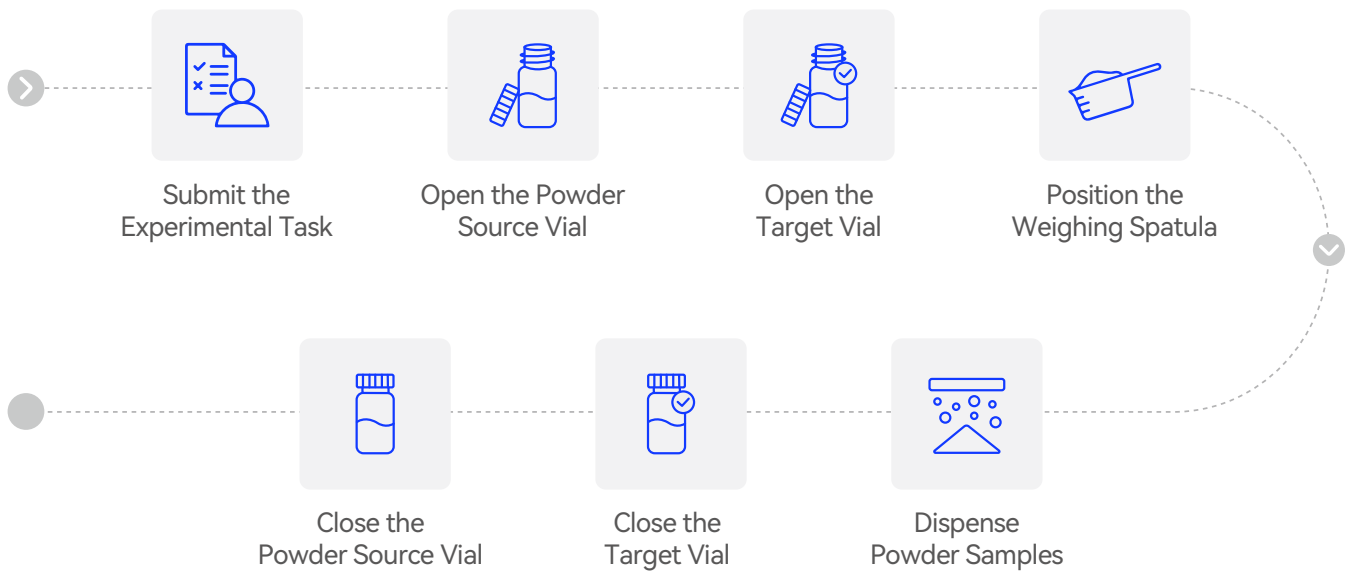 Submit the
Experimental Task
Open the Powder
Source Vial
Open the
Target Vial
Position the
Weighing Spatula
Close the
Powder Source Vial
Close the
Target Vial
Dispense
Powder Samples